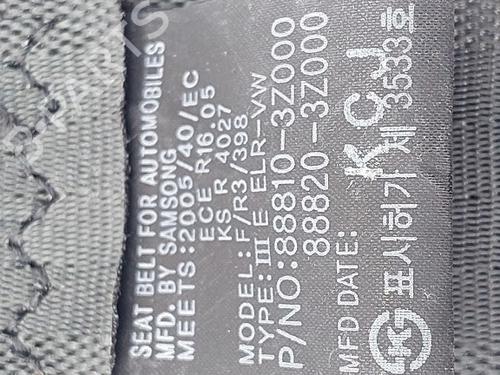 SEAT BELT FOR AUTOMOBILES
MFD. BY SAMSONG
MEETS:2005/40/EC
ECE R16.05
KS R 4027
MODEL:F/R3/398
TYPE:Ⅲ E ELR-VW
P/NO:88810-3Z000
88820-3Z000
MFD DATE: KCJ
표시허가 제 3533호